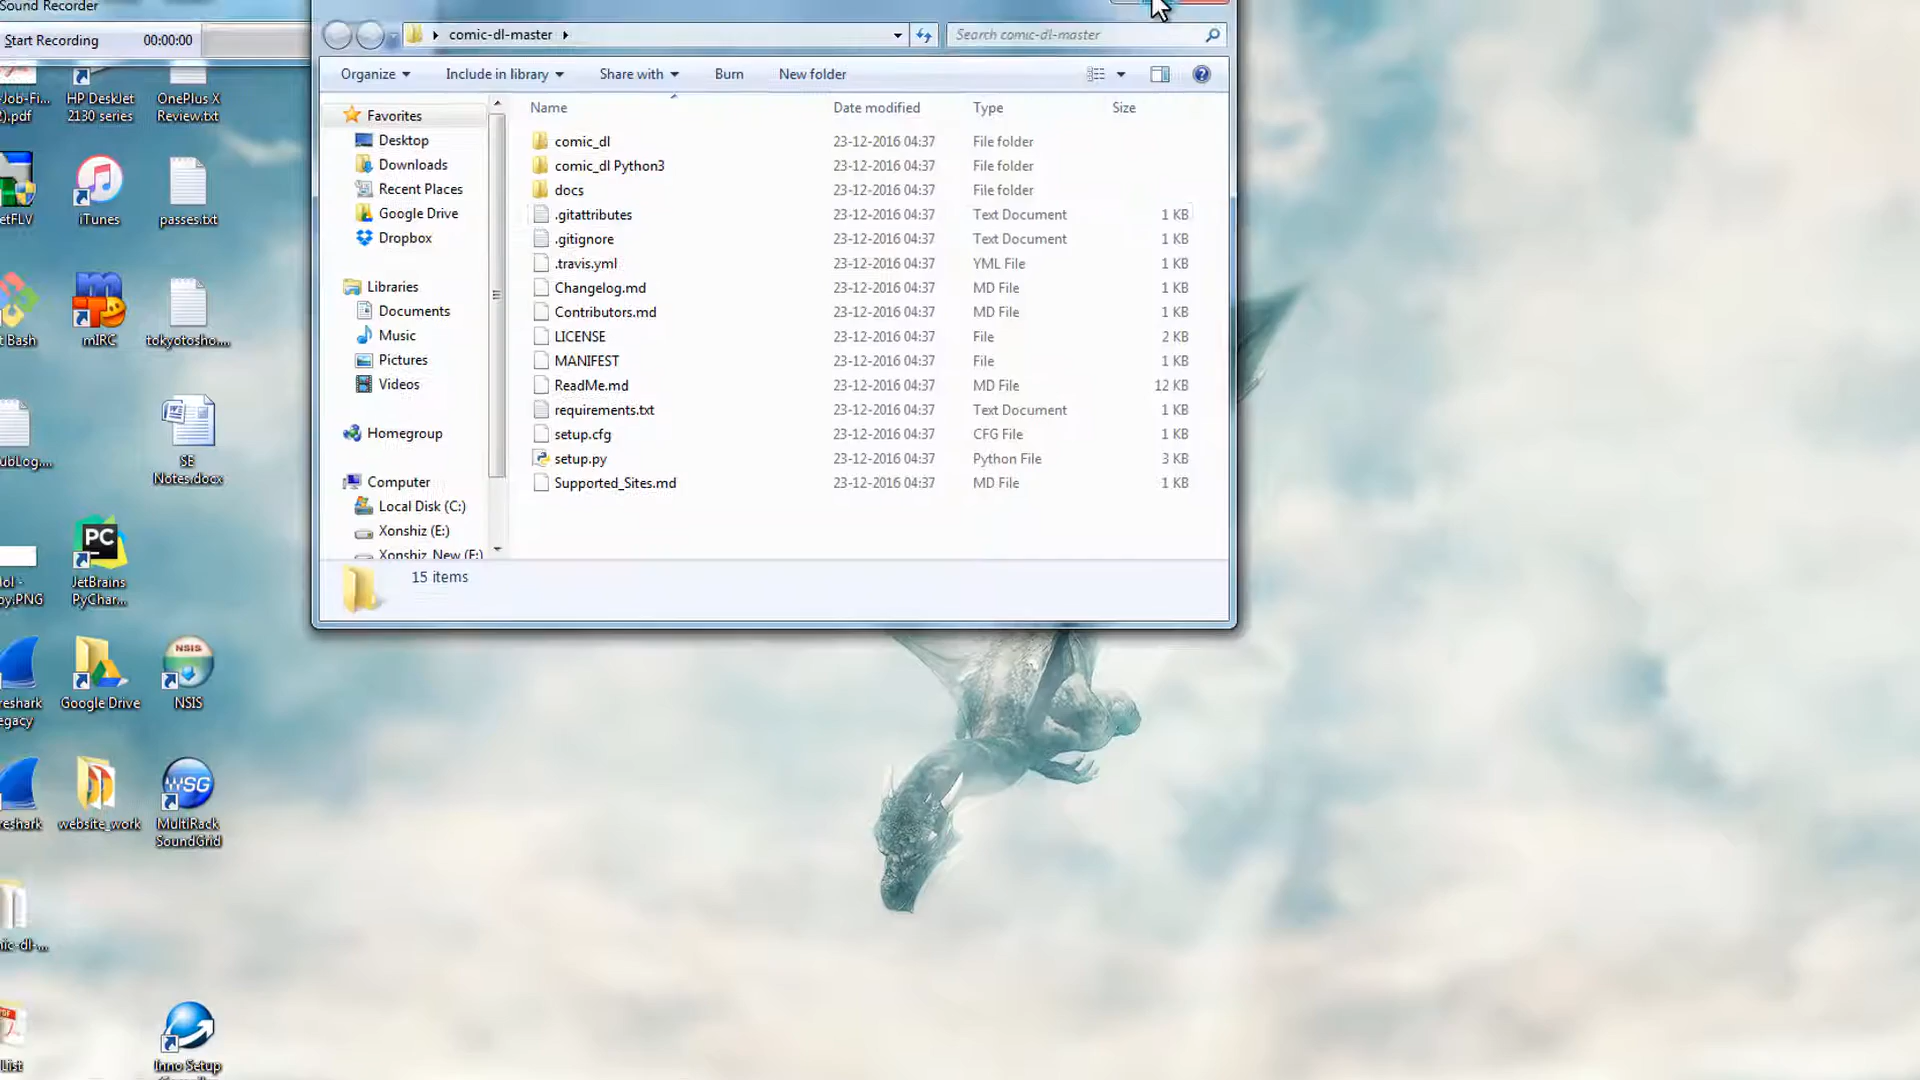 Sound Recorder
Start Recording 00:00:00
-Job-Fi...
2).pdf
HP DeskJet
2130 series
OnePlus X
Review.txt
etFLV
iTunes
passes.txt
t Bash
mIRC
tokyotosho....
ubLog....
SE
Notes.docx
PC
JetBrains
PyChar...
reshark
egacy
Google Drive
NSIS
NSIS
reshark
website_work
WSG
MultiRack
SoundGrid
mic-dl-...
PDF
List
Inno Setup
comic-dl-master
Search comic-dl-master
Organize Include in library Share with Burn New folder
Favorites
Desktop
Downloads
Recent Places
Google Drive
Dropbox
Libraries
Documents
Music
Pictures
Videos
Homegroup
Computer
Local Disk (C:)
Xonshiz (E:)
Xonshiz New (F:)
Name Date modified Type Size
comic_dl 23-12-2016 04:37 File folder
comic_dl Python3 23-12-2016 04:37 File folder
docs 23-12-2016 04:37 File folder
.gitattributes 23-12-2016 04:37 Text Document 1 KB
.gitignore 23-12-2016 04:37 Text Document 1 KB
.travis.yml 23-12-2016 04:37 YML File 1 KB
Changelog.md 23-12-2016 04:37 MD File 1 KB
Contributors.md 23-12-2016 04:37 MD File 1 KB
LICENSE 23-12-2016 04:37 File 2 KB
MANIFEST 23-12-2016 04:37 File 1 KB
ReadMe.md 23-12-2016 04:37 MD File 12 KB
requirements.txt 23-12-2016 04:37 Text Document 1 KB
setup.cfg 23-12-2016 04:37 CFG File 1 KB
setup.py 23-12-2016 04:37 Python File 3 KB
Supported_Sites.md 23-12-2016 04:37 MD File 1 KB
15 items